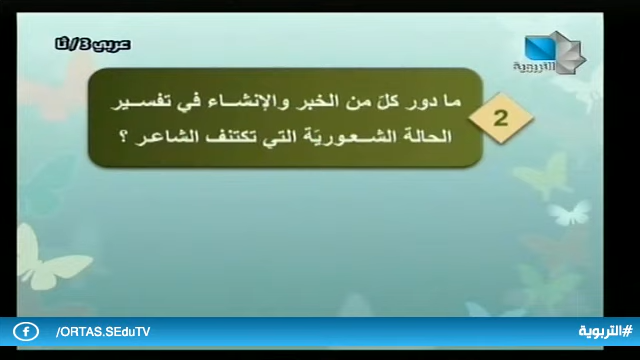 عربي 3/ثا
التربوية
2
ما دور كلّ من الخبر والإنشاء في تفسير
الحالة الشعوريّة التي تكتنف الشاعر ؟
/ORTAS.SEduTV
#التربوية